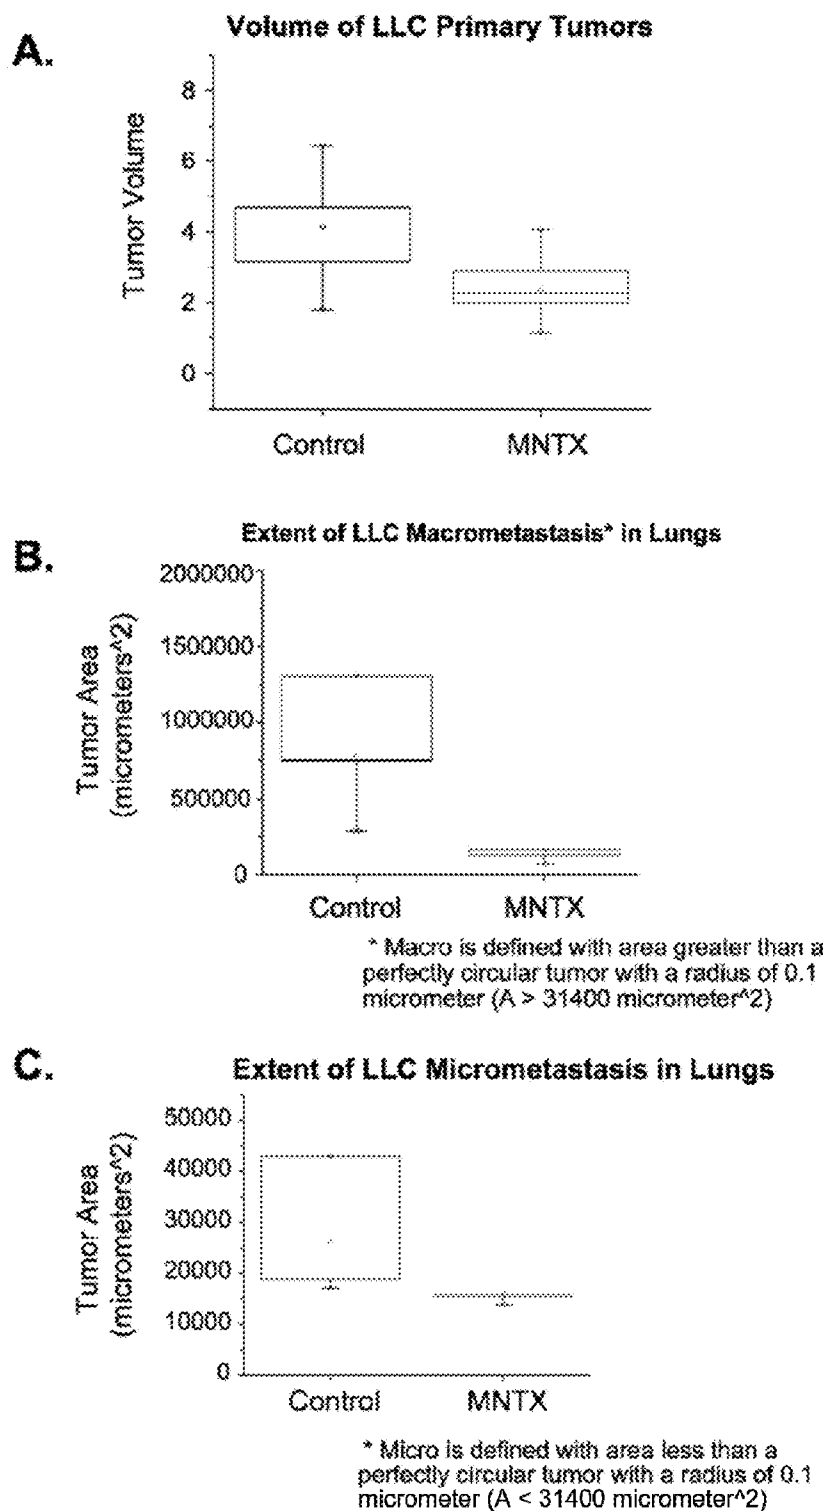 A.
Volume of LLC Primary Tumors
Tumor Volume
8
6
4
2
0
Control MNTX
B.
Extent of LLC Macrometastasis* in Lungs
Tumor Area
(micrometers^2)
2000000
1500000
1000000
500000
0
Control MNTX
* Macro is defined with area greater than a
perfectly circular tumor with a radius of 0.1
micrometer (A > 31400 micrometer^2)
C.
Extent of LLC Micrometastasis in Lungs
Tumor Area
(micrometers^2)
50000
40000
30000
20000
10000
0
Control MNTX
* Micro is defined with area less than a
perfectly circular tumor with a radius of 0.1
micrometer (A < 31400 micrometer^2)